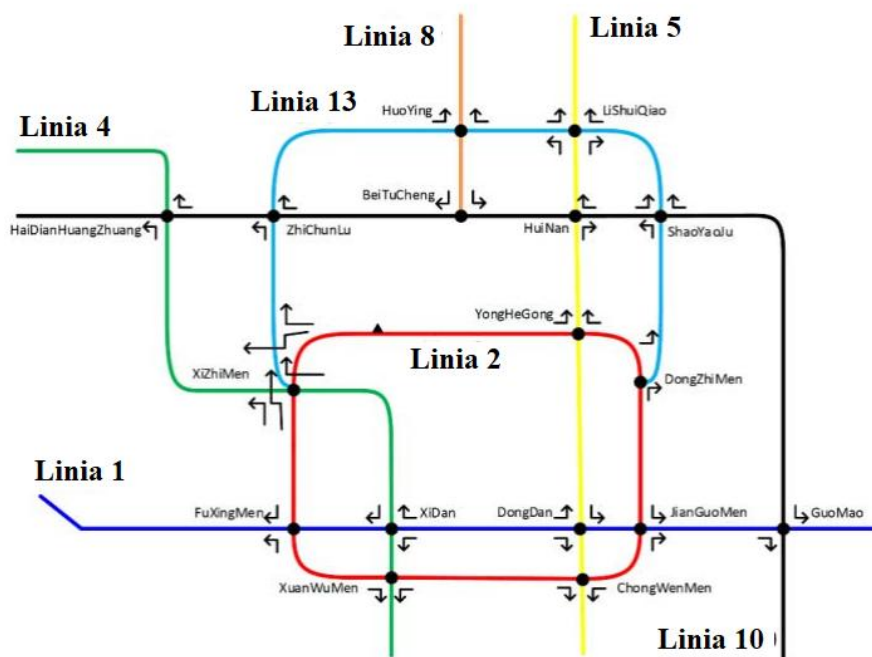 Linia 8
Linia 5
Linia 13
HuoYing
LiShuiQiao
Linia 4
BeiTuCheng
HaiDianHuangZhuang
ZhiChunLu
HuiNan
ShaoYaoJu
YongHeGong
Linia 2
XiZhiMen
DongZhiMen
Linia 1
FuXingMen
XiDan
DongDan
JianGuoMen
GuoMao
XuanWuMen
ChongWenMen
Linia 10